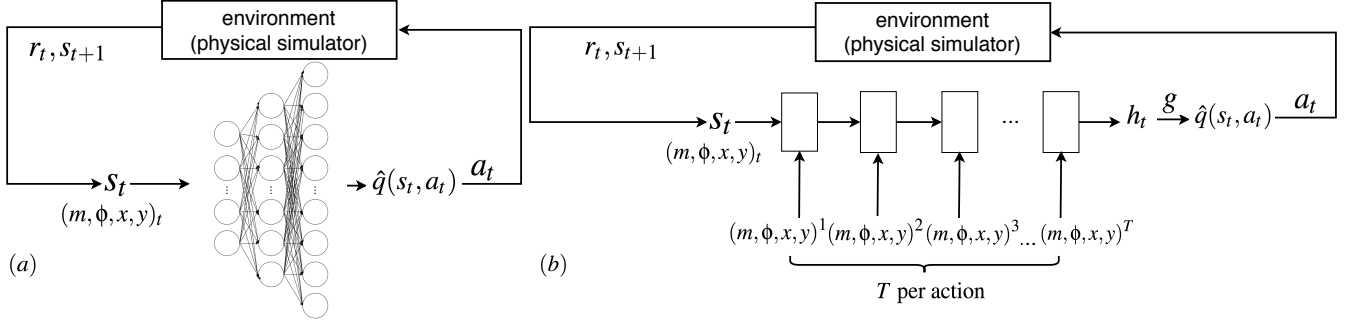 environment
(physical simulator)
r_t, s_{t+1}
s_t
(m, ϕ, x, y)_t
q̂(s_t, a_t)
a_t
(a)
environment
(physical simulator)
r_t, s_{t+1}
s_t
(m, ϕ, x, y)_t
...
h_t
g
q̂(s_t, a_t)
a_t
(m, ϕ, x, y)^1 (m, ϕ, x, y)^2 (m, ϕ, x, y)^3 ... (m, ϕ, x, y)^T
(b)
T per action